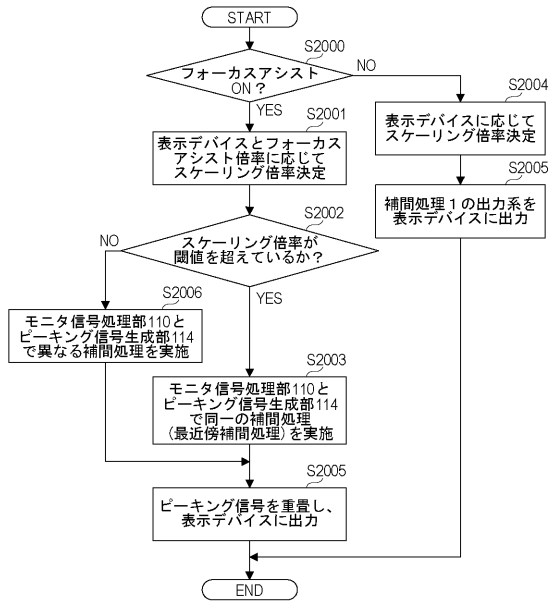 START
S2000
フォーカスアシスト
ON？
NO
YES
S2001
表示デバイスとフォーカス
アシスト倍率に応じて
スケーリング倍率決定
S2004
表示デバイスに応じて
スケーリング倍率決定
S2005
補間処理１の出力系を
表示デバイスに出力
S2002
スケーリング倍率が
閾値を超えているか？
NO
YES
S2006
モニタ信号処理部110と
ピーキング信号生成部114
で異なる補間処理を実施
S2003
モニタ信号処理部110と
ピーキング信号生成部114
で同一の補間処理
(最近傍補間処理)を実施
S2005
ピーキング信号を重畳し、
表示デバイスに出力
END